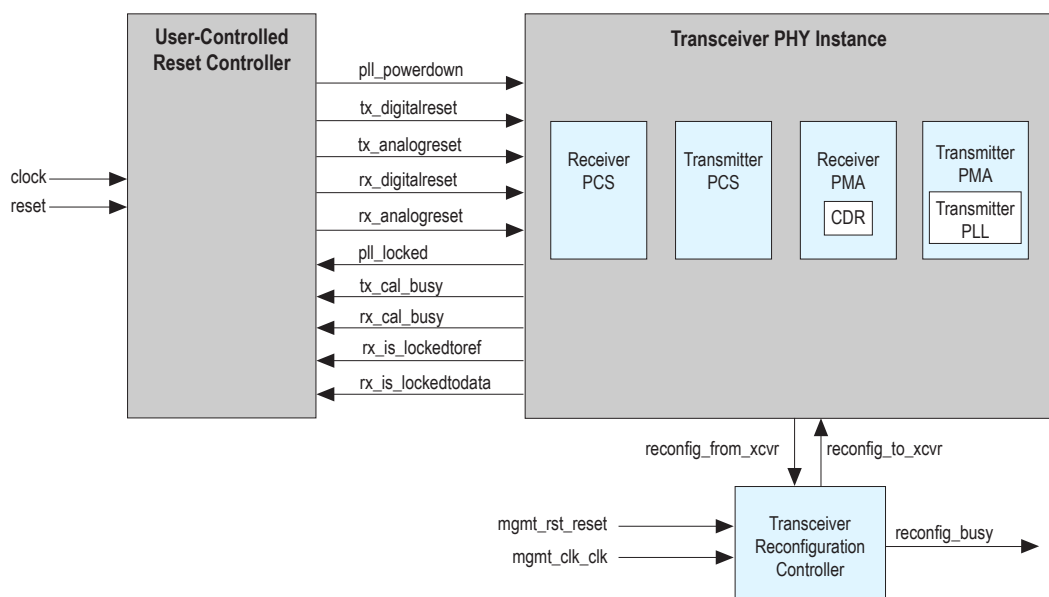 User-Controlled
Reset Controller
Transceiver PHY Instance
pll_powerdown
tx_digitalreset
tx_analogreset
rx_digitalreset
rx_analogreset
pll_locked
tx_cal_busy
rx_cal_busy
rx_is_lockedtoref
rx_is_lockedtodata
clock
reset
Receiver
PCS
Transmitter
PCS
Receiver
PMA
CDR
Transmitter
PMA
Transmitter
PLL
reconfig_from_xcvr
reconfig_to_xcvr
mgmt_rst_reset
mgmt_clk_clk
Transceiver
Reconfiguration
Controller
reconfig_busy